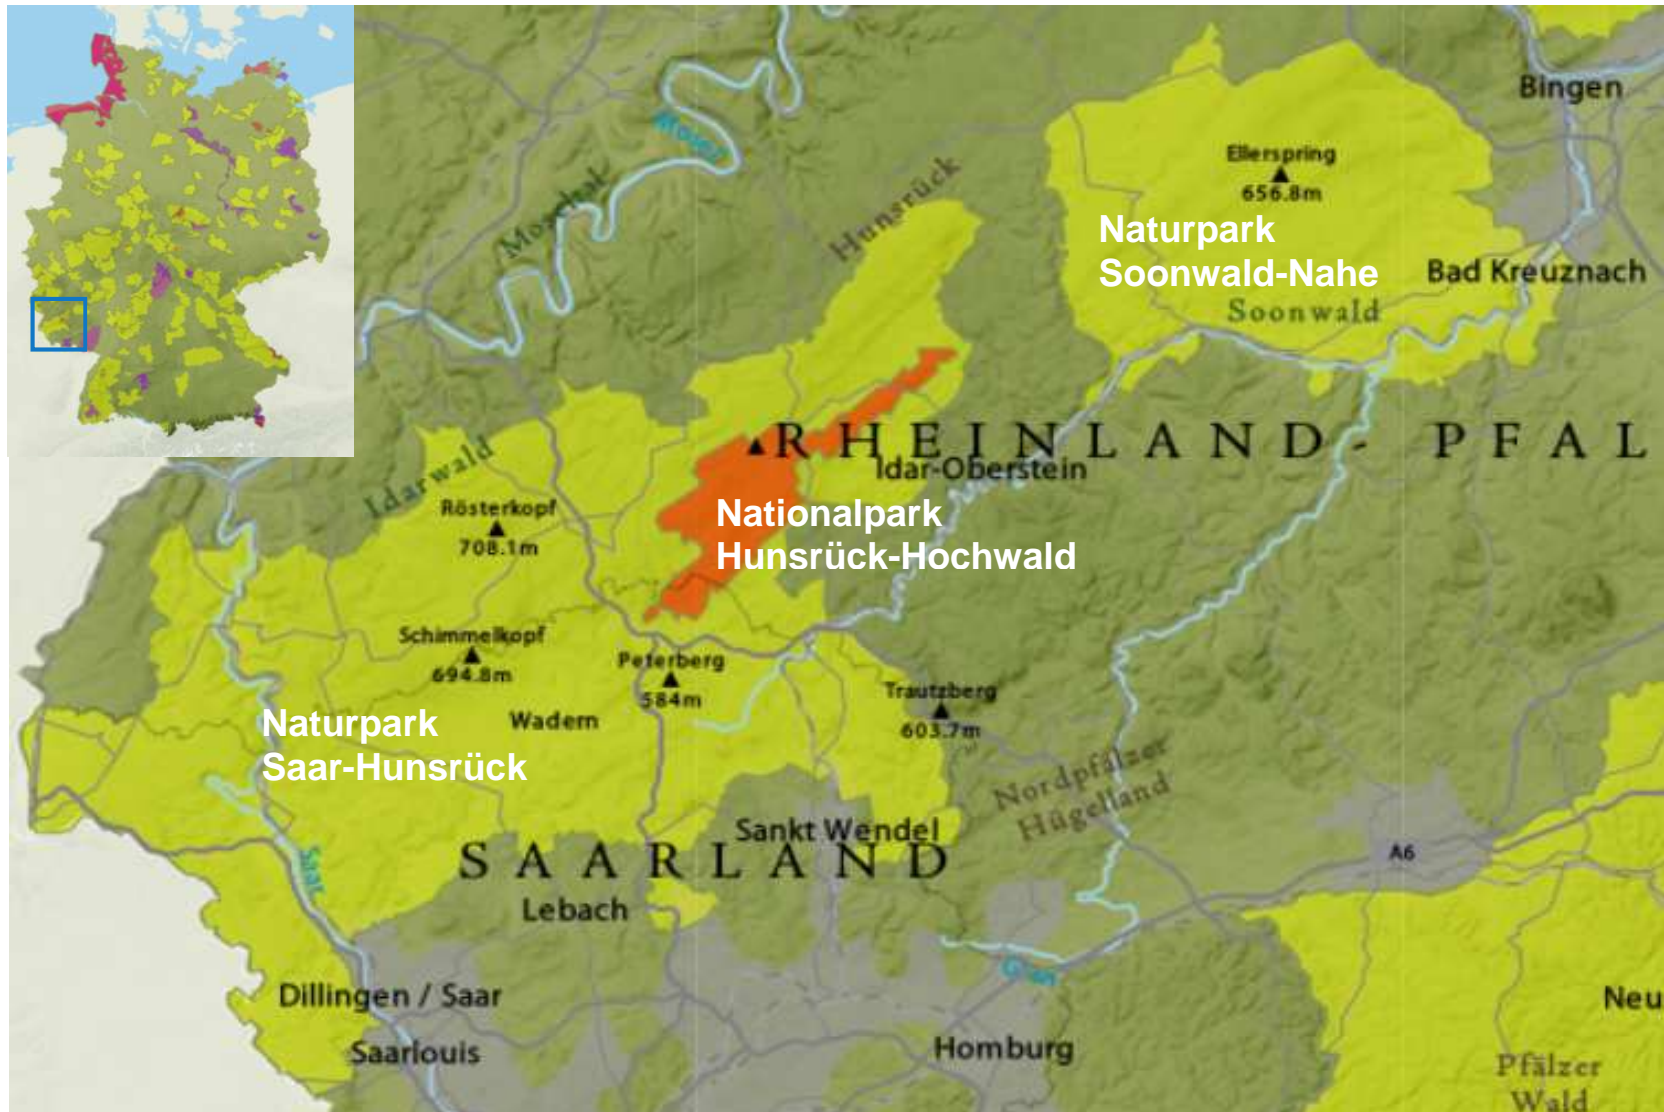 Bingen
Mosel
Ellerspring
656.8m
Moseltal
Hunsrück
Naturpark
Soonwald-Nahe
Bad Kreuznach
Soonwald
RHEINLAND-PFAL
Idar-Oberstein
Idarwald
Rösterkopf
708.1m
Nationalpark
Hunsrück-Hochwald
Schimmelkopf
694.8m
Peterberg
584m
Trautzberg
603.7m
Wadern
Naturpark
Saar-Hunsrück
Nordpfälzer
Hügelland
Sankt Wendel
SAARLAND
A6
Saar
Lebach
Glan
Dillingen / Saar
Neu
Saarlouis
Homburg
Pfälzer
Wald